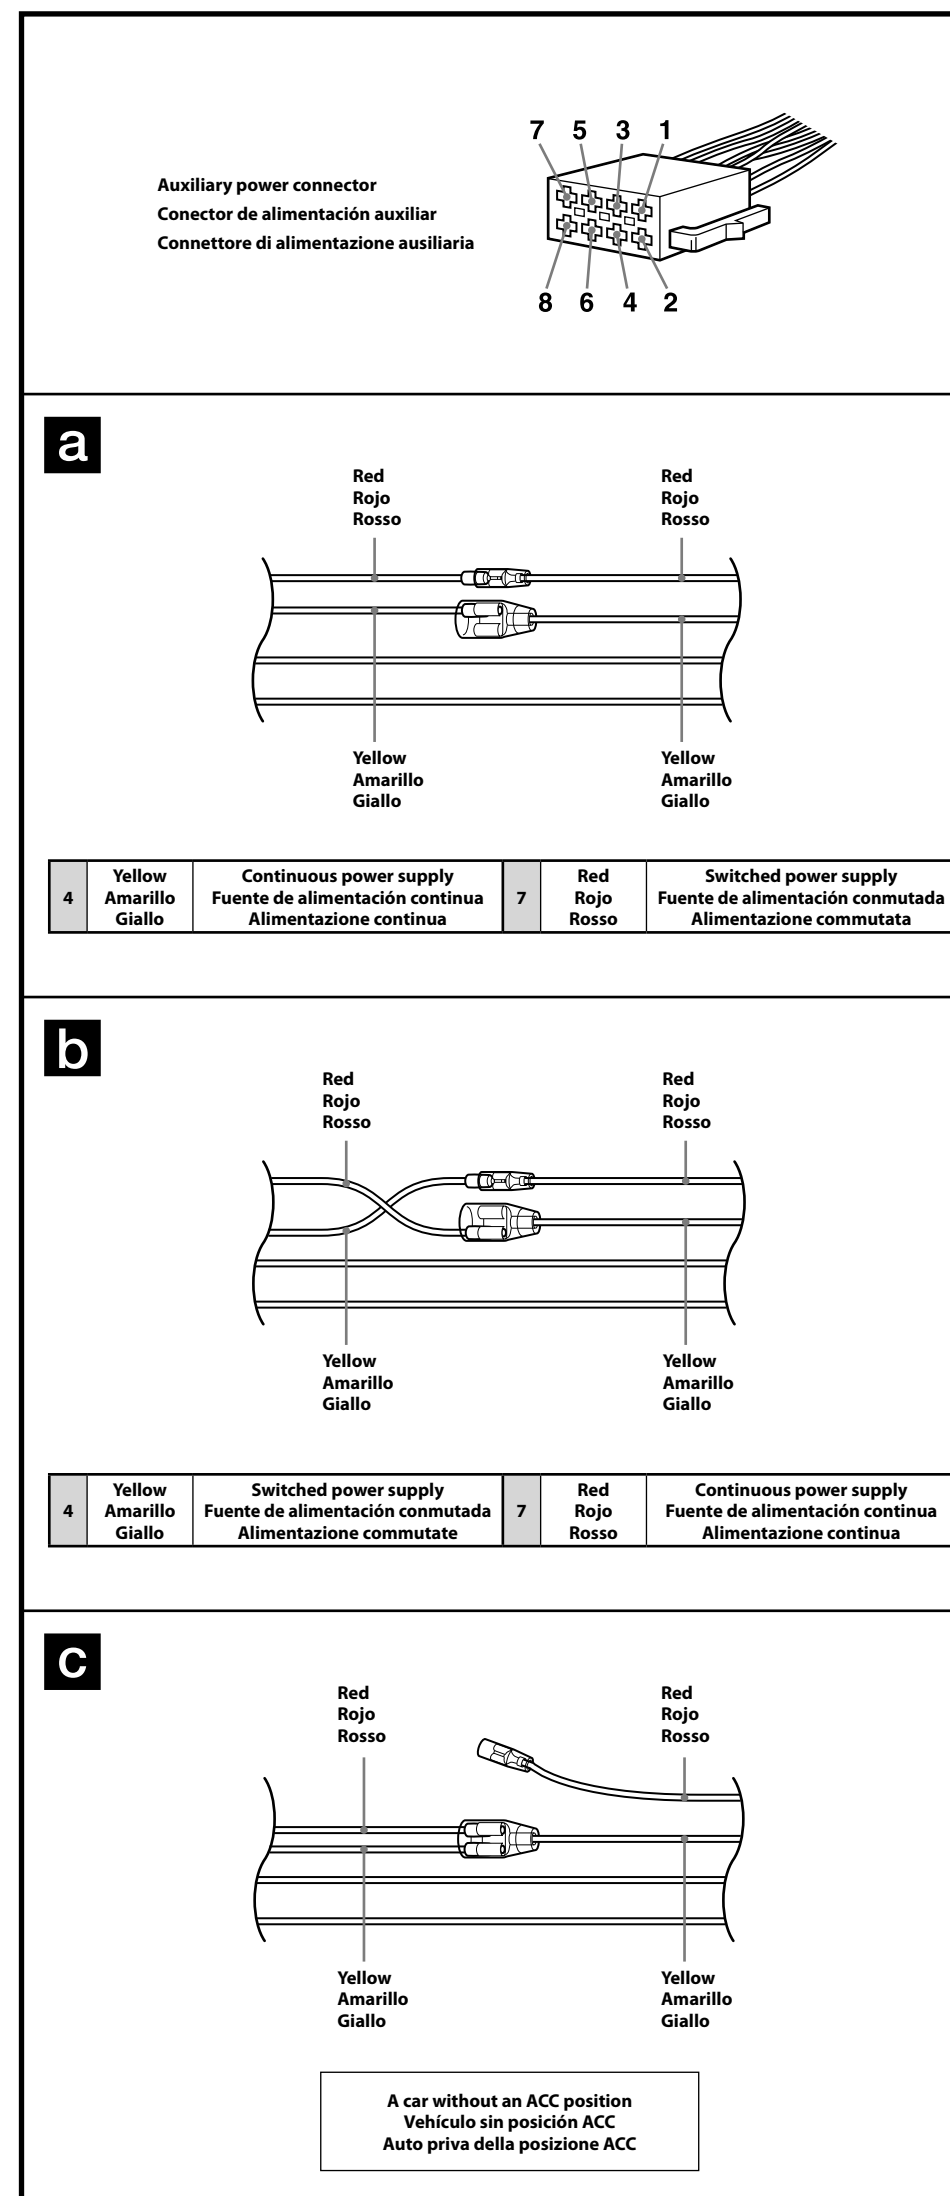 7 5 3 1
Auxiliary power connector
Conector de alimentación auxiliar
Connettore di alimentazione ausiliaria
8 6 4 2
a
Red Red
Rojo Rojo
Rosso Rosso
Yellow Yellow
Amarillo Amarillo
Giallo Giallo
Yellow Continuous power supply Red Switched power supply
4 Amarillo Fuente de alimentación continua 7 Rojo Fuente de alimentación conmutada
Giallo Alimentazione continua Rosso Alimentazione commutata
b
Red Red
Rojo Rojo
Rosso Rosso
Yellow Yellow
Amarillo Amarillo
Giallo Giallo
Yellow Switched power supply Red Continuous power supply
4 Amarillo Fuente de alimentación conmutada 7 Rojo Fuente de alimentación continua
Giallo Alimentazione commutate Rosso Alimentazione continua
c
Red Red
Rojo Rojo
Rosso Rosso
Yellow Yellow
Amarillo Amarillo
Giallo Giallo
A car without an ACC position
Vehículo sin posición ACC
Auto priva della posizione ACC